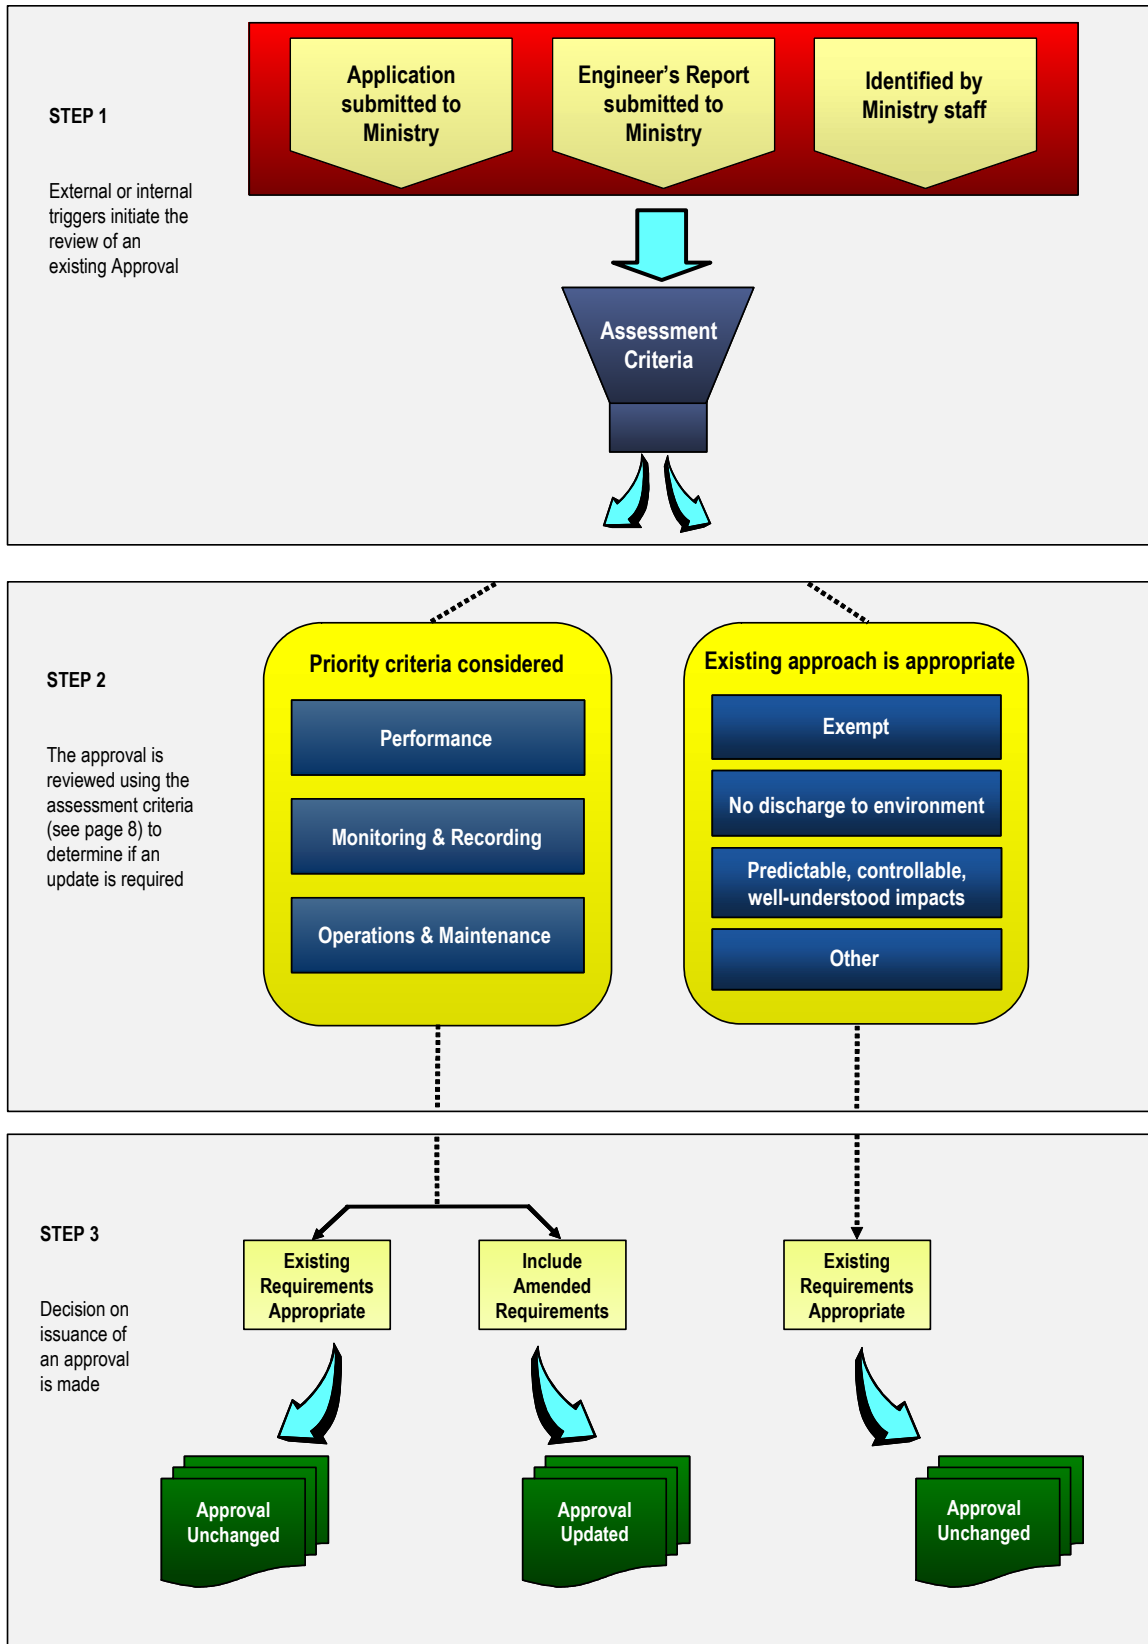 STEP 1
External or internal
triggers initiate the
review of an
existing Approval
Application
submitted to
Ministry
Engineer’s Report
submitted to
Ministry
Identified by
Ministry staff
Assessment
Criteria
STEP 2
The approval is
reviewed using the
assessment criteria
(see page 8) to
determine if an
update is required
Priority criteria considered
Performance
Monitoring & Recording
Operations & Maintenance
Existing approach is appropriate
Exempt
No discharge to environment
Predictable, controllable,
well-understood impacts
Other
STEP 3
Decision on
issuance of
an approval
is made
Existing
Requirements
Appropriate
Include
Amended
Requirements
Existing
Requirements
Appropriate
Approval
Unchanged
Approval
Updated
Approval
Unchanged